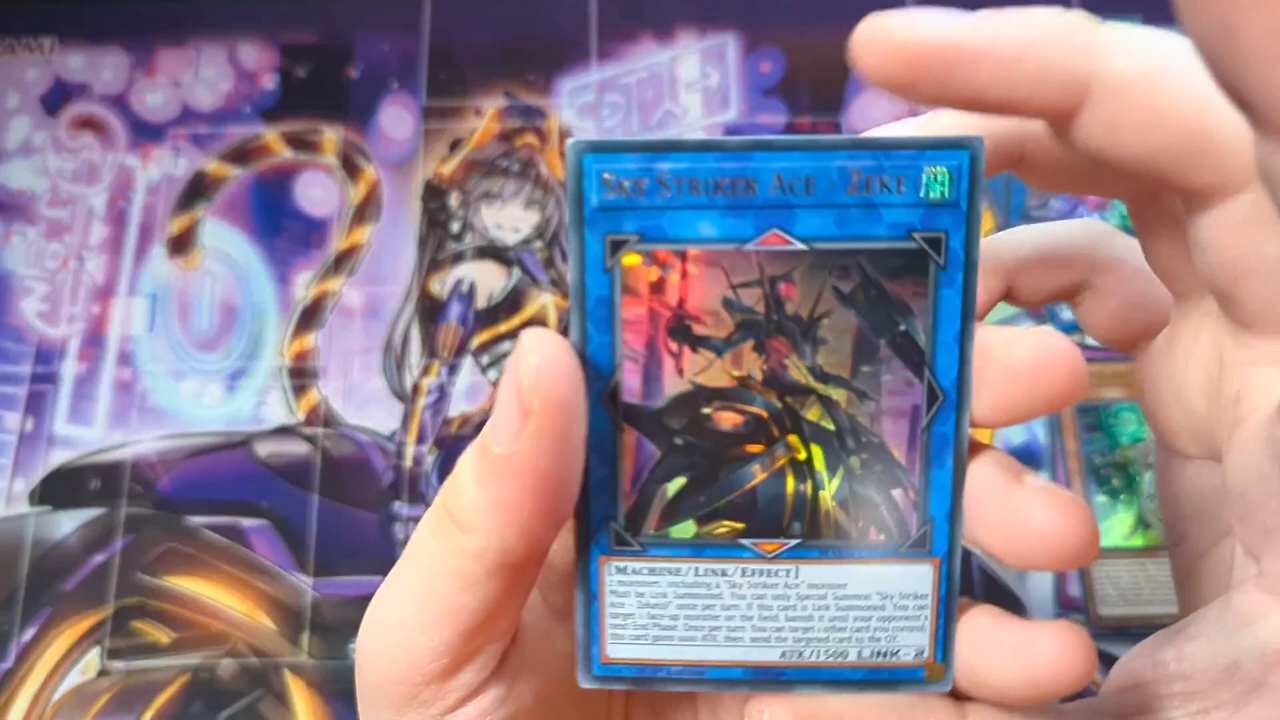 SKY STRIKER ACE - ZEKE 闇
[MACHINE/LINK/EFFECT]
2 monsters, including a "Sky Striker Ace" monster
Must be Link Summoned. You can only Special Summon "Sky Striker
Ace - Zeke(s)" once per turn. If this card is Link Summoned: You can
target 1 face-up monster on the field; banish it until your opponent's
next End Phase. Once per turn: You can target 1 other card you control;
this card gains 1000 ATK, then send the targeted card to the GY.
ATK/1500 LINK-2